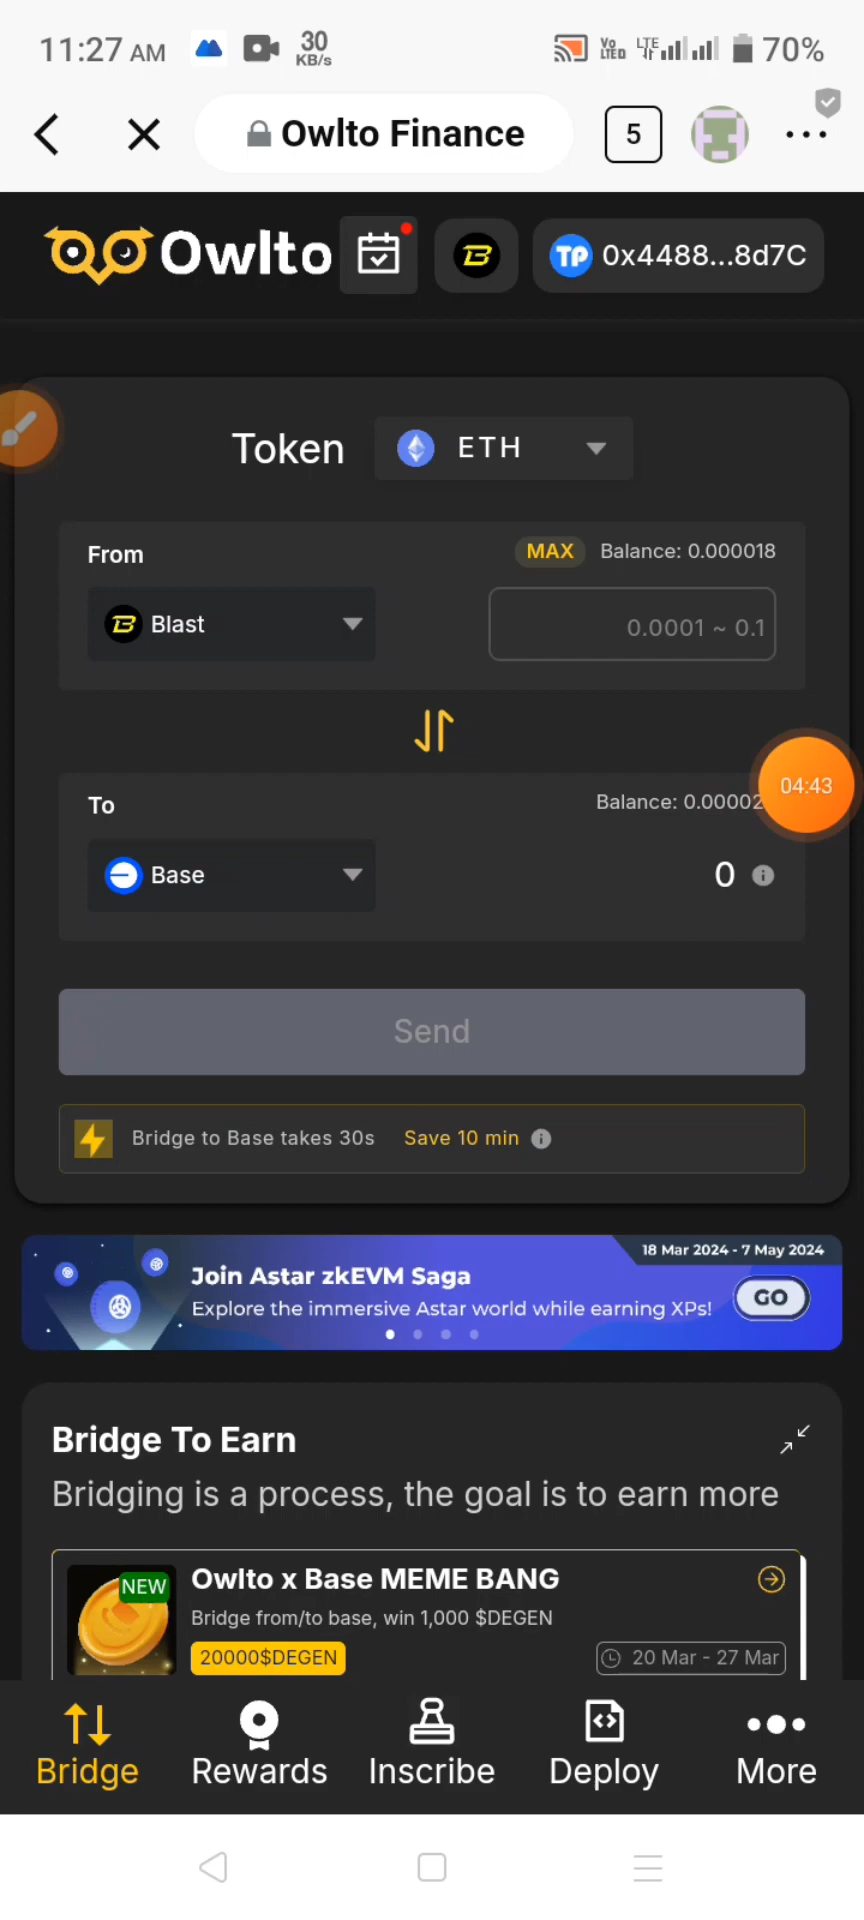 11:27 AM 30 KB/s Vo LTED LTE 70%
Owlto Finance 5
Owlto TP 0x4488...8d7C
Token ETH
From MAX Balance: 0.000018
Blast 0.0001 ~ 0.1
To Balance: 0.00002
04:43
Base 0
Send
Bridge to Base takes 30s Save 10 min
18 Mar 2024 - 7 May 2024
Join Astar zkEVM Saga
Explore the immersive Astar world while earning XPs!
GO
Bridge To Earn
Bridging is a process, the goal is to earn more
NEW
Owlto x Base MEME BANG
Bridge from/to base, win 1,000 $DEGEN
20000$DEGEN 20 Mar - 27 Mar
Bridge Rewards Inscribe Deploy More